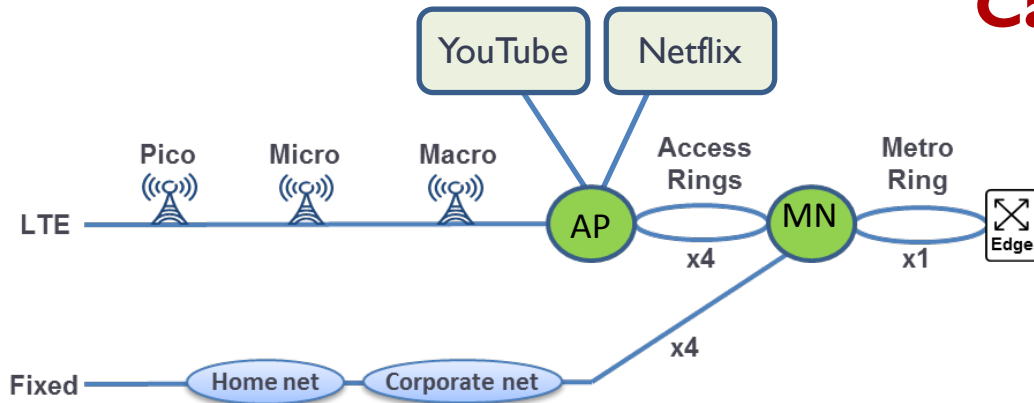 Ca
YouTube
Netflix
Pico
Micro
Macro
Access
Rings
Metro
Ring
LTE
AP
MN
Edge
x4
x1
x4
Fixed
Home net
Corporate net